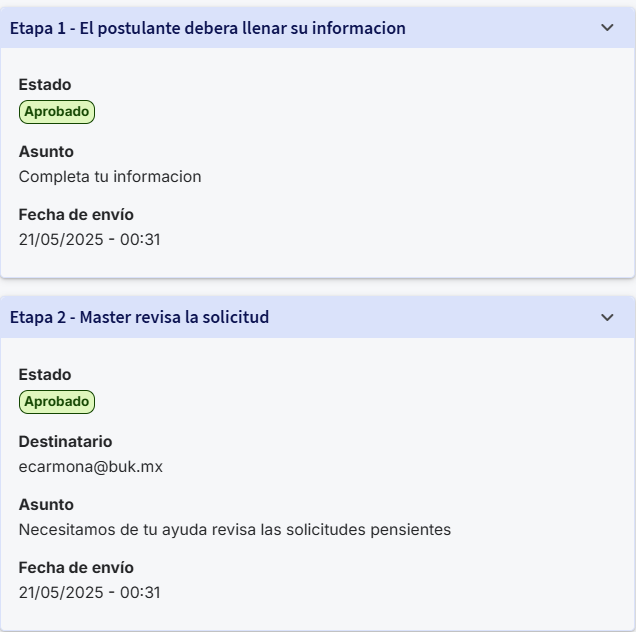 Etapa 1 - El postulante debera llenar su informacion
Estado
Aprobado
Asunto
Completa tu informacion
Fecha de envío
21/05/2025 - 00:31
Etapa 2 - Master revisa la solicitud
Estado
Aprobado
Destinatario
ecarmona@buk.mx
Asunto
Necesitamos de tu ayuda revisa las solicitudes pensientes
Fecha de envío
21/05/2025 - 00:31